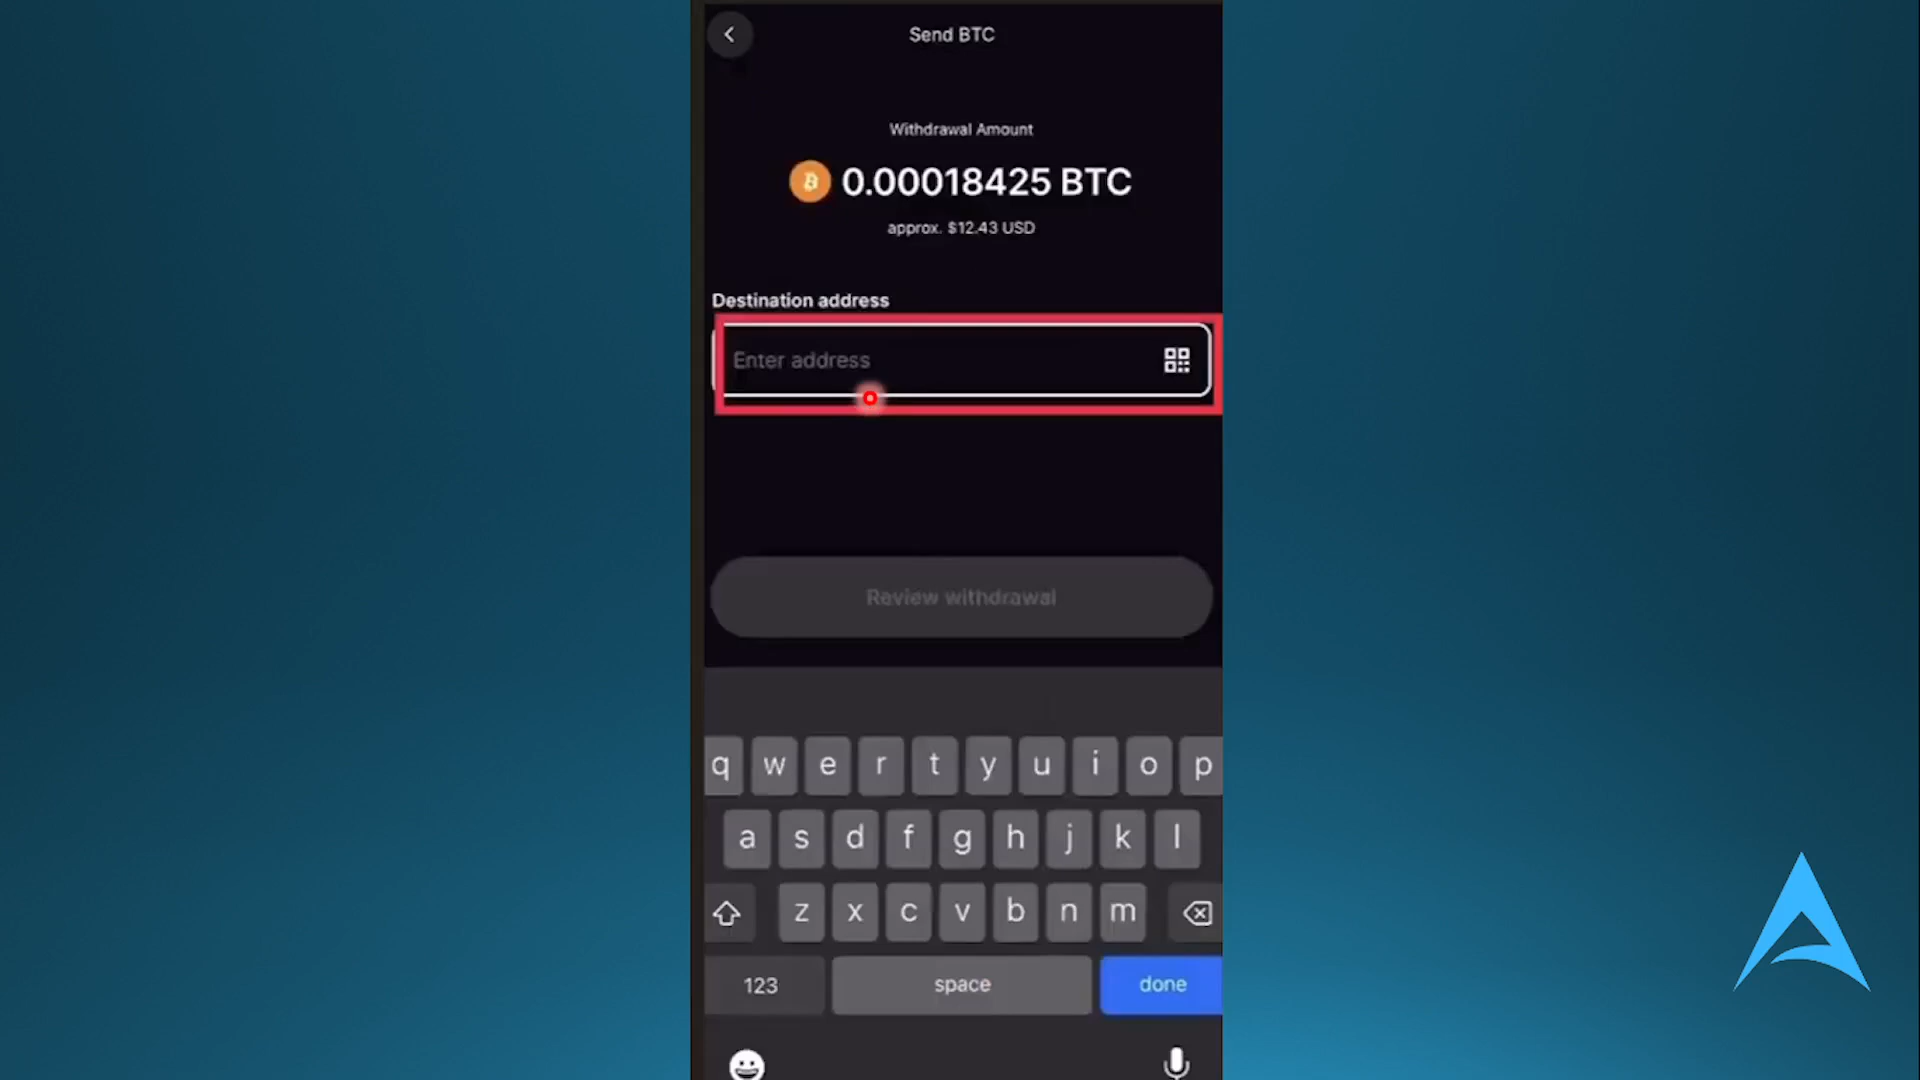 Send BTC
Withdrawal Amount
0.00018425 BTC
approx. $12.43 USD
Destination address
Enter address
Review withdrawal
q w e r t y u i o p
a s d f g h j k l
z x c v b n m
123 space done